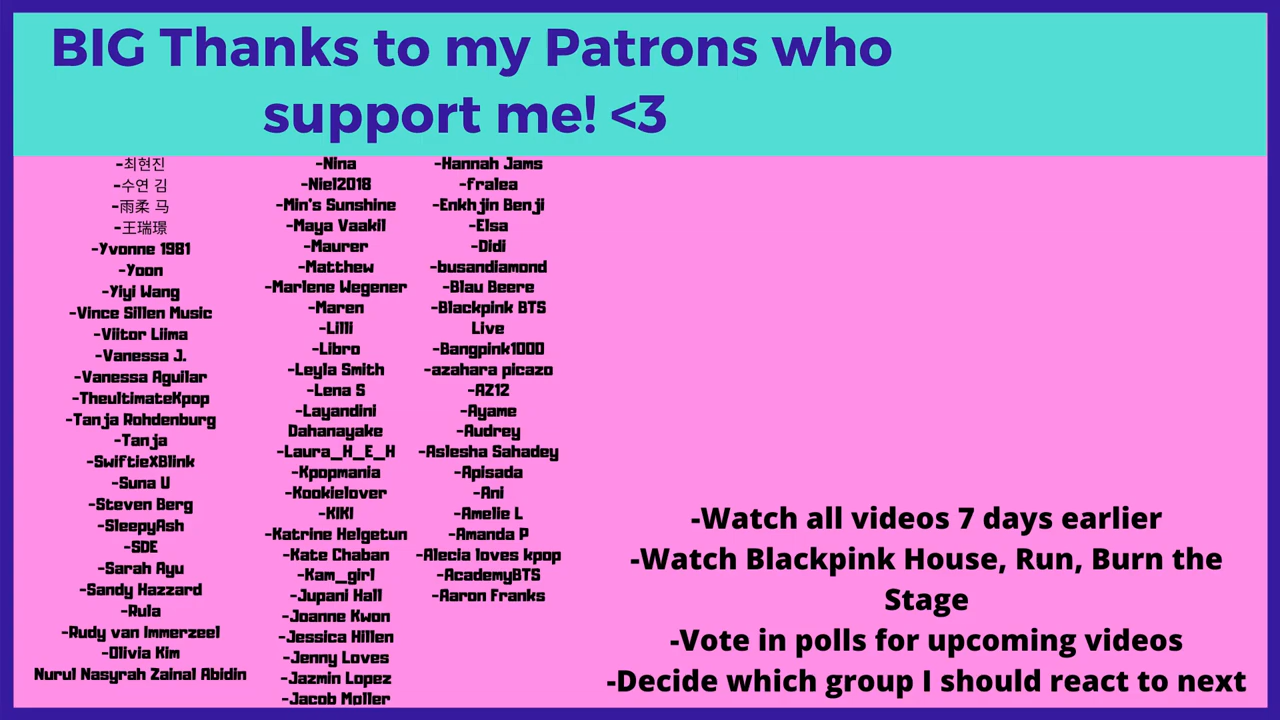 BIG Thanks to my Patrons who
support me! <3
-최현진
-수연 김
-雨柔 马
-王瑞璟
-Yvonne 1981
-Yoon
-Yiyi Wang
-Vince Sillen Music
-Viitor Liima
-Vanessa J.
-Vanessa Aguilar
-TheultimateKpop
-Tanja Rohdenburg
-Tanja
-SwiftieXBlink
-Suna U
-Steven Berg
-SleepyAsh
-SDE
-Sarah Ayu
-Sandy Hazzard
-Rula
-Rudy van Immerzeel
-Olivia Kim
Nurul Nasyrah Zainal Abidin
-Nina
-Niel2018
-Min's Sunshine
-Maya Vaakil
-Maurer
-Matthew
-Marlene Wegener
-Maren
-Lilli
-Libro
-Leyla Smith
-Lena S
-Layandini
Dahanayake
-Laura_H_E_H
-Kpopmania
-Kookielover
-KIKI
-Katrine Helgetun
-Kate Chaban
-Kam_girl
-Jupani Hall
-Joanne Kwon
-Jessica Hillen
-Jenny Loves
-Jazmin Lopez
-Jacob Møller
-Hannah Jams
-fralea
-Enkhjin Benji
-Elsa
-Didi
-busandiamond
-Blau Beere
-Blackpink BTS
Live
-Bangpink1000
-azahara picazo
-AZ12
-Ayame
-Audrey
-Aslesha Sahadey
-Apisada
-Ani
-Amelie L
-Amanda P
-Alecia loves kpop
-AcademyBTS
-Aaron Franks
-Watch all videos 7 days earlier
-Watch Blackpink House, Run, Burn the
Stage
-Vote in polls for upcoming videos
-Decide which group I should react to next